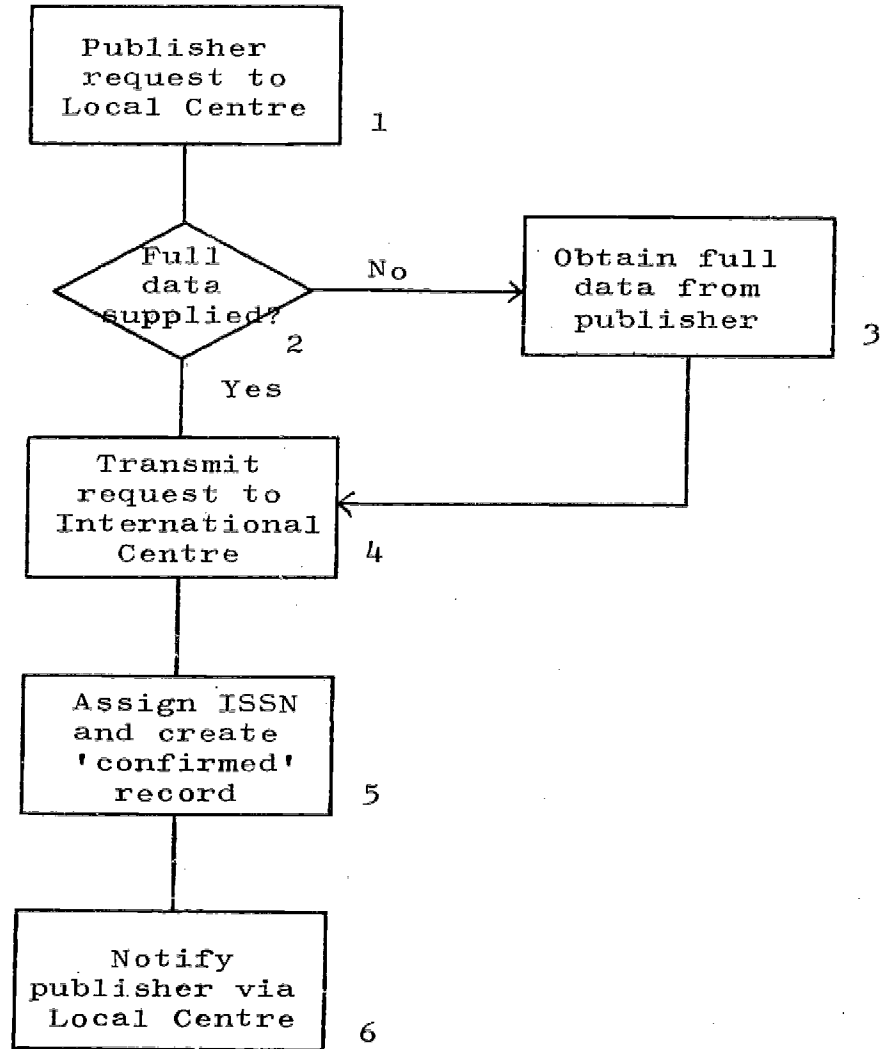 Publisher
request to
Local Centre
1
Full
data
supplied?
2
No
Obtain full
data from
publisher
3
Yes
Transmit
request to
International
Centre
4
Assign ISSN
and create
'confirmed'
record
5
Notify
publisher via
Local Centre
6